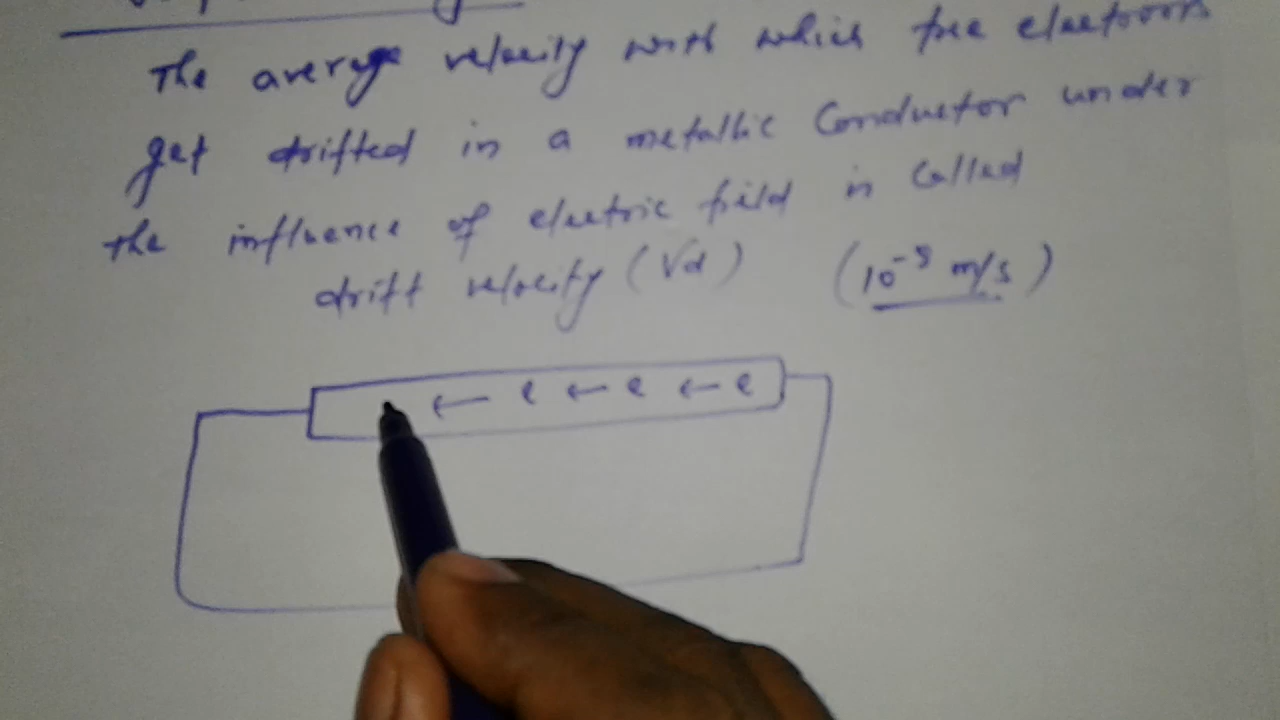 The average velocity with which free electrons
get drifted in a metallic Conductor under
the influence of electric field is Called
drift velocity (Vd) (10⁻³ m/s)
← e ← e ← e